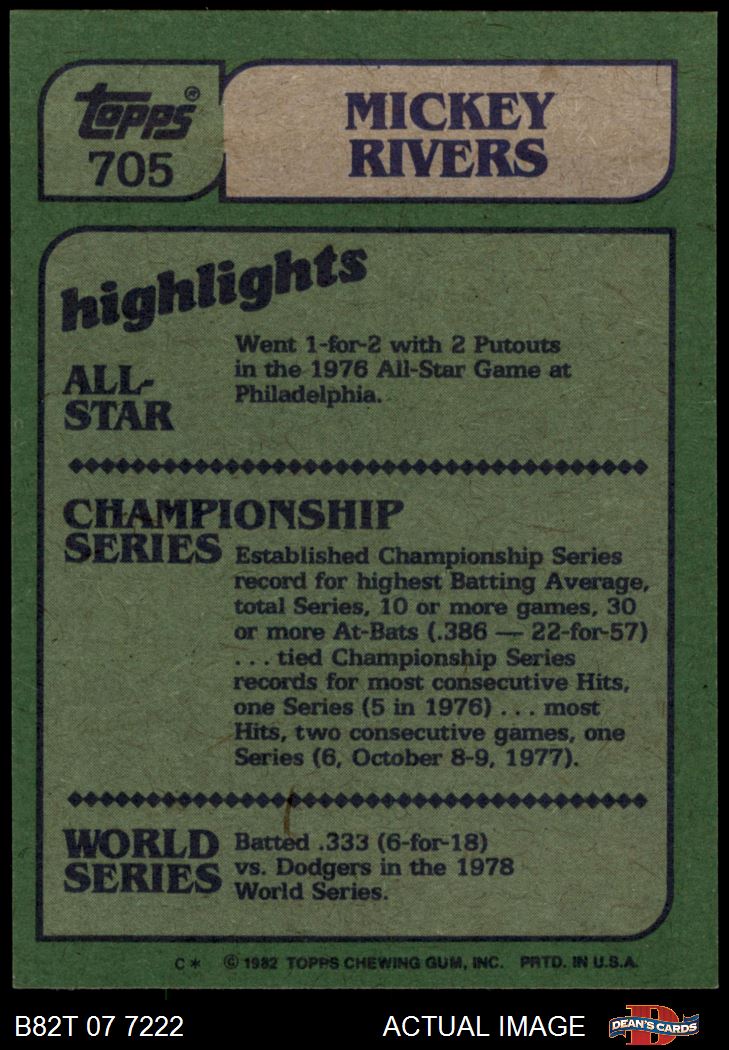 Topps®
705
MICKEY
RIVERS
highlights
ALL-
STAR
Went 1-for-2 with 2 Putouts
in the 1976 All-Star Game at
Philadelphia.
CHAMPIONSHIP
SERIES
Established Championship Series
record for highest Batting Average,
total Series, 10 or more games, 30
or more At-Bats (.386 — 22-for-57)
. . . tied Championship Series
records for most consecutive Hits,
one Series (5 in 1976) . . . most
Hits, two consecutive games, one
Series (6, October 8-9, 1977).
WORLD
SERIES
Batted .333 (6-for-18)
vs. Dodgers in the 1978
World Series.
C* © 1982 TOPPS CHEWING GUM, INC. PRTD. IN U.S.A.
B82T 07 7222
ACTUAL IMAGE
D
DEAN'S CARDS